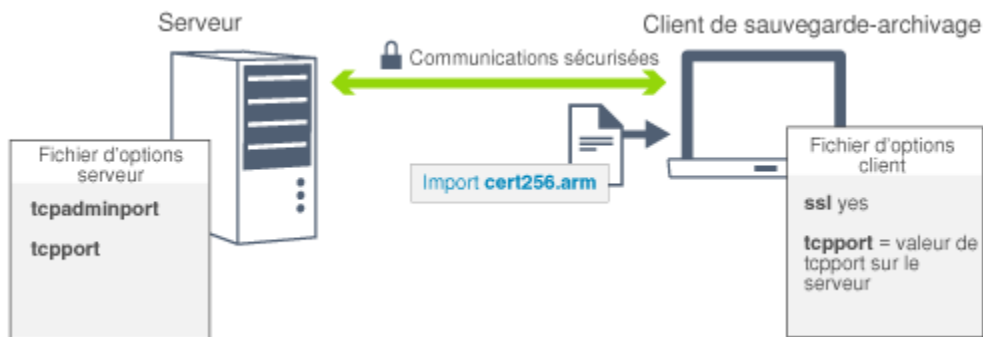 Serveur
Client de sauvegarde-archivage
Communications sécurisées
Fichier d'options
serveur
tcpadminport
tcpport
Import cert256.arm
Fichier d'options
client
ssl yes
tcpport = valeur de
tcpport sur le
serveur